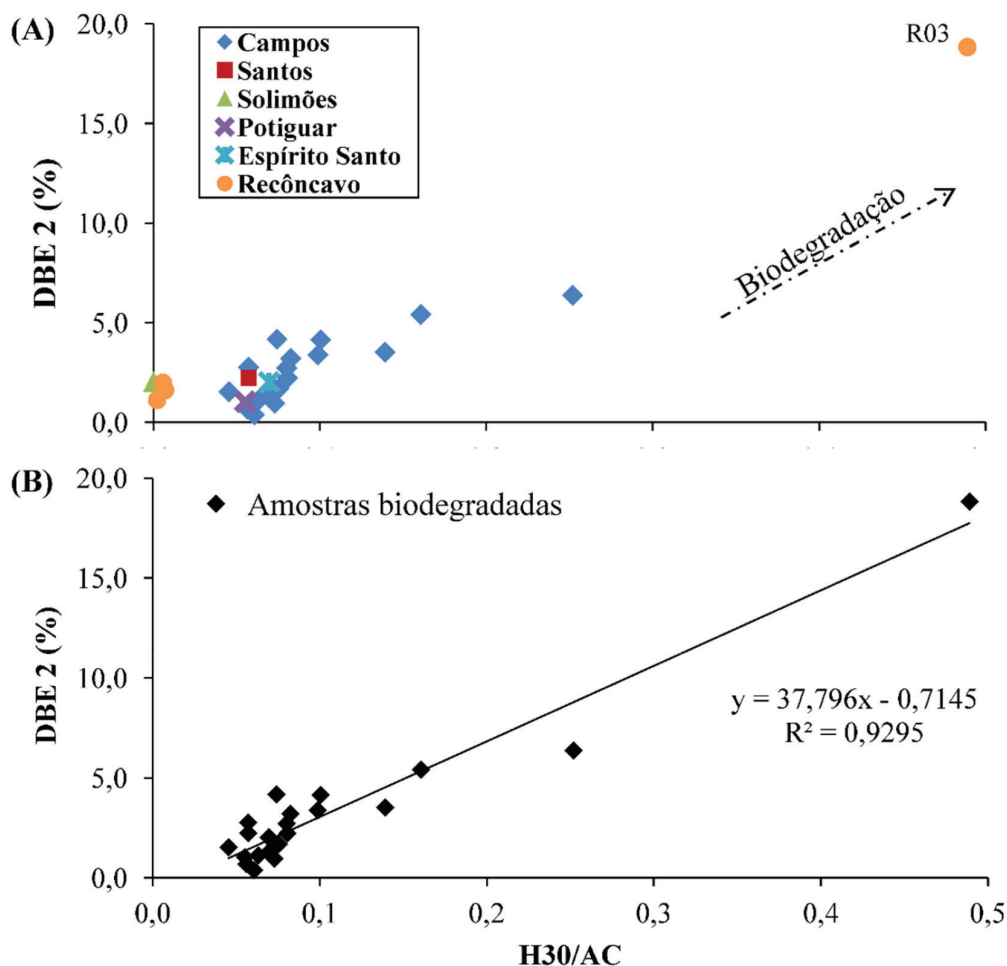 (A)
20,0
15,0
10,0
5,0
0,0
DBE 2 (%)
Campos
Santos
Solimões
Potiguar
Espírito Santo
Recôncavo
R03
Biodegradação
(B)
20,0
15,0
10,0
5,0
0,0
DBE 2 (%)
Amostras biodegradadas
y = 37,796x - 0,7145
R² = 0,9295
0,0 0,1 0,2 0,3 0,4 0,5
H30/AC